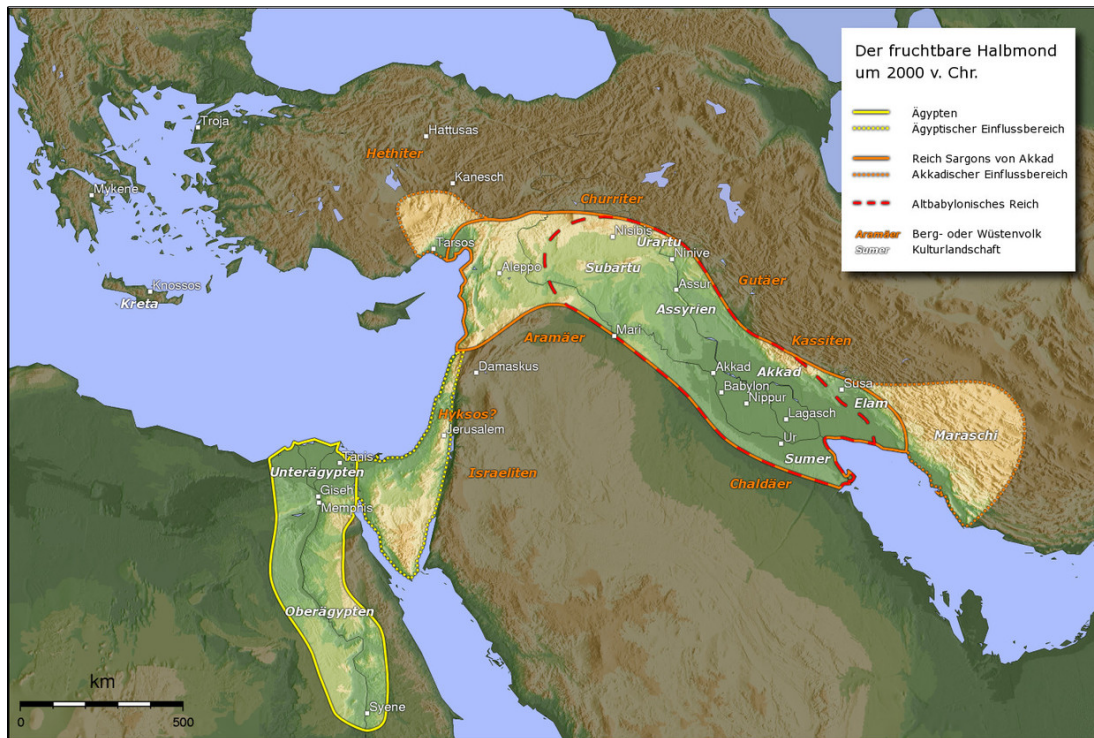 Der fruchtbare Halbmond
um 2000 v. Chr.
Ägypten
Ägyptischer Einflussbereich
Reich Sargons von Akkad
Akkadischer Einflussbereich
Altbabylonisches Reich
Aramäer Berg- oder Wüstenvolk
Sumer Kulturlandschaft
Troja
Hattusas
Hethiter
Kanesch
Mykene
Churriter
Tarsos
Nisibis
Urartu
Ninive
Aleppo
Subartu
Gutäer
Knossos
Kreta
Assur
Assyrien
Aramäer
Mari
Kassiten
Damaskus
Akkad
Akkad
Babylon
Susa
Nippur
Elam
Hyksos?
Lagasch
Jerusalem
Ur
Maraschi
Sumer
Tanis
Unterägypten
Israeliten
Chaldäer
Giseh
Memphis
Oberägypten
km
0 500
Syene